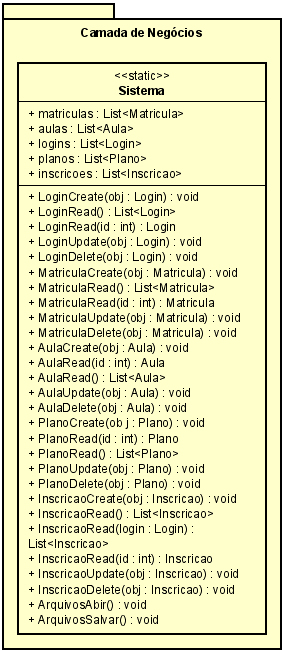 Camada de Negócios
<<static>>
Sistema
+ matriculas : List<Matricula>
+ aulas : List<Aula>
+ logins : List<Login>
+ planos : List<Plano>
+ inscricoes : List<Inscricao>
+ LoginCreate(obj : Login) : void
+ LoginRead() : List<Login>
+ LoginRead(id : int) : Login
+ LoginUpdate(obj : Login) : void
+ LoginDelete(obj : Login) : void
+ MatriculaCreate(obj : Matricula) : void
+ MatriculaRead() : List<Matricula>
+ MatriculaRead(id : int) : Matricula
+ MatriculaUpdate(obj : Matricula) : void
+ MatriculaDelete(obj : Matricula) : void
+ AulaCreate(obj : Aula) : void
+ AulaRead(id : int) : Aula
+ AulaRead() : List<Aula>
+ AulaUpdate(obj : Aula) : void
+ AulaDelete(obj : Aula) : void
+ PlanoCreate(obj : Plano) : void
+ PlanoRead(id : int) : Plano
+ PlanoRead() : List<Plano>
+ PlanoUpdate(obj : Plano) : void
+ PlanoDelete(obj : Plano) : void
+ InscricaoCreate(obj : Inscricao) : void
+ InscricaoRead() : List<Inscricao>
+ InscricaoRead(login : Login) :
List<Inscricao>
+ InscricaoRead(id : int) : Inscricao
+ InscricaoUpdate(obj : Inscricao) : void
+ InscricaoDelete(obj : Inscricao) : void
+ ArquivosAbir() : void
+ ArquivosSalvar() : void